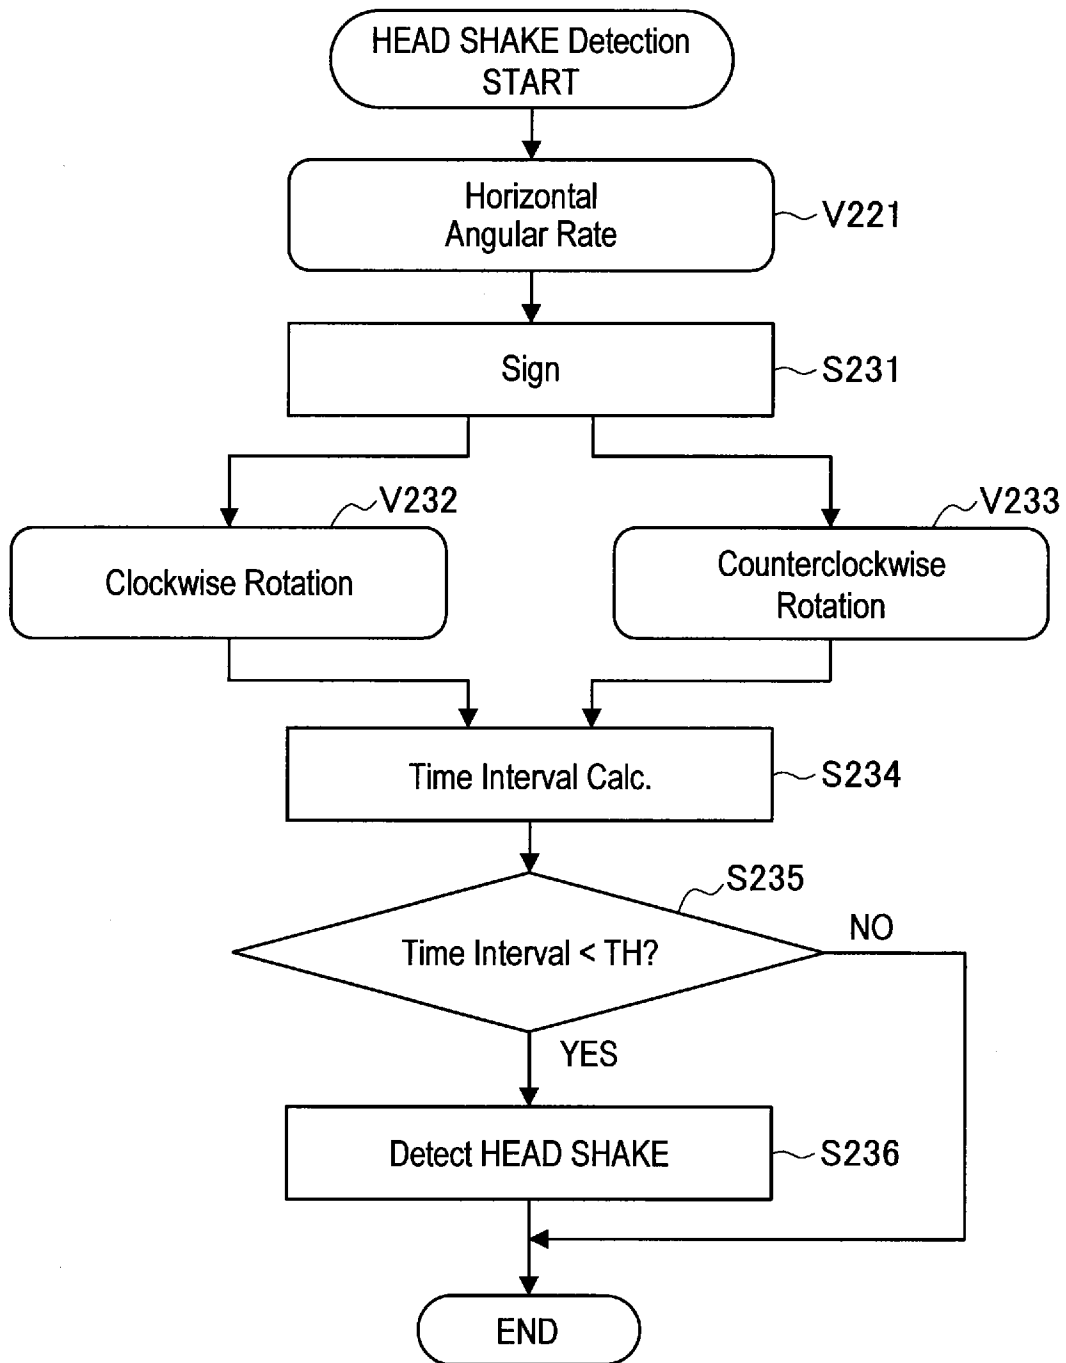 HEAD SHAKE Detection
START
Horizontal
Angular Rate
V221
Sign
S231
V232
V233
Clockwise Rotation
Counterclockwise
Rotation
Time Interval Calc.
S234
S235
Time Interval < TH?
NO
YES
Detect HEAD SHAKE
S236
END